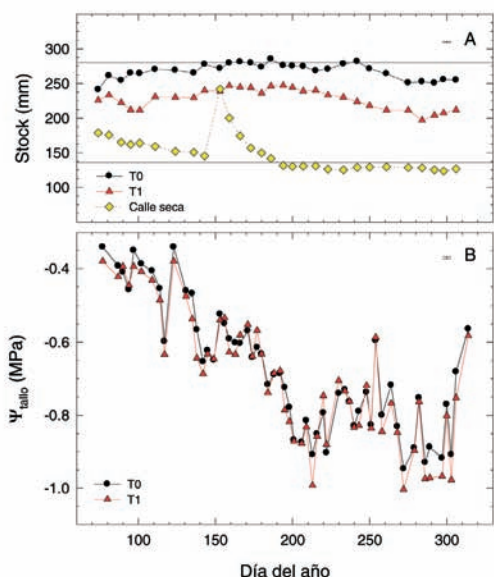 A
350
300
250
200
150
100
Stock (mm)
T0
T1
Calle seca
B
-0.4
-0.6
-0.8
-1.0
Ψtallo (MPa)
T0
T1
100
150
200
250
300
Día del año